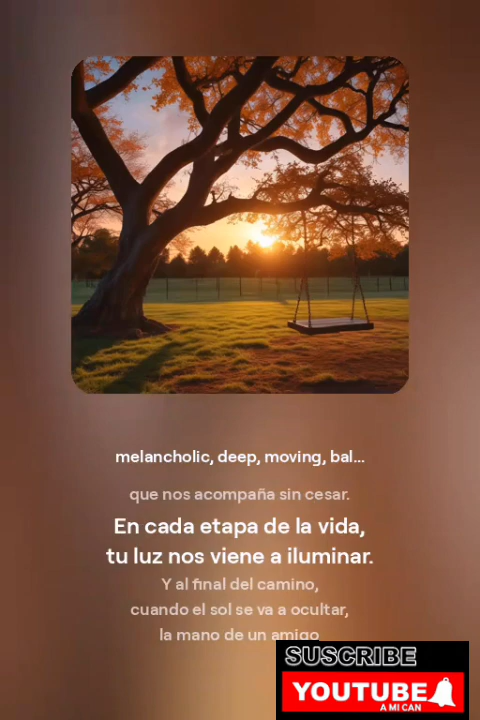 melancholic, deep, moving, bal...
que nos acompaña sin cesar.
En cada etapa de la vida,
tu luz nos viene a iluminar.
Y al final del camino,
cuando el sol se va a ocultar,
la mano de un amigo
SUSCRIBE
YOUTUBE
A MI CAN